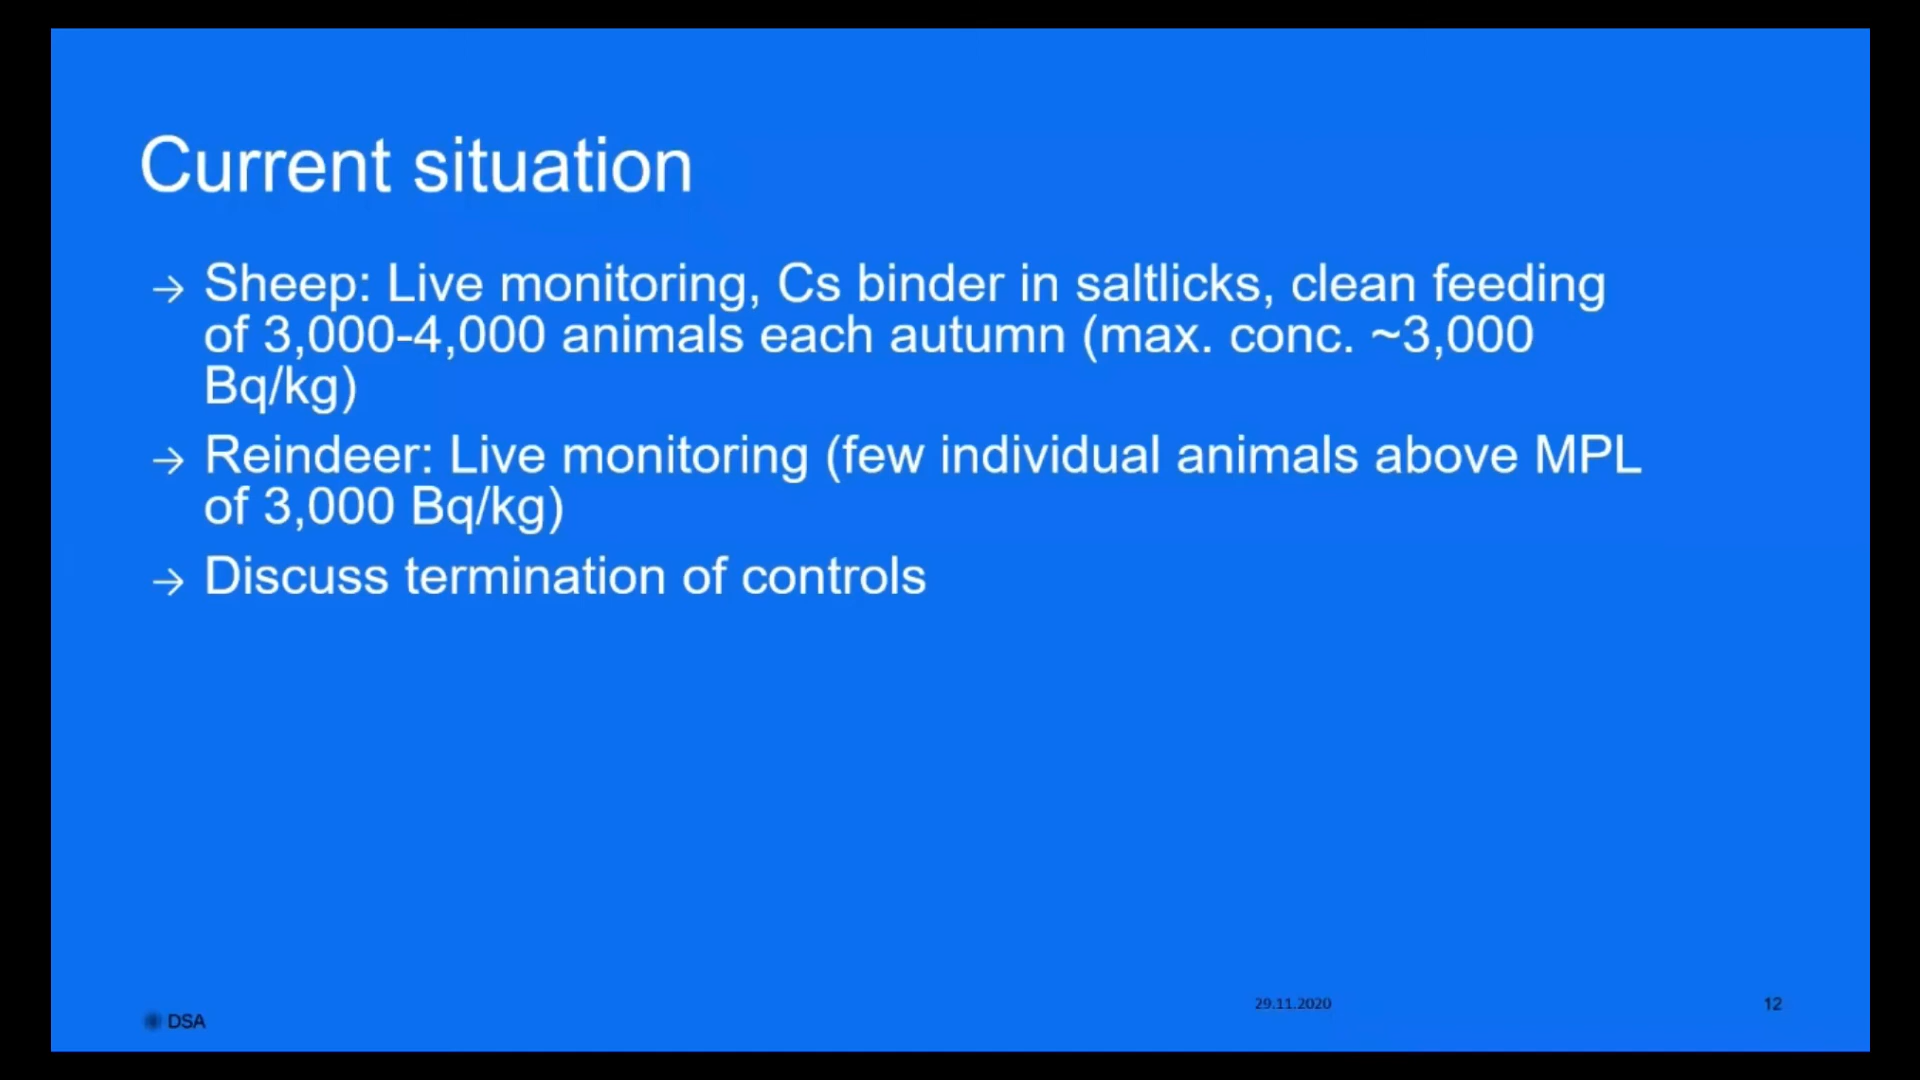 Current situation
→ Sheep: Live monitoring, Cs binder in saltlicks, clean feeding
of 3,000-4,000 animals each autumn (max. conc. ~3,000
Bq/kg)
→ Reindeer: Live monitoring (few individual animals above MPL
of 3,000 Bq/kg)
→ Discuss termination of controls
29.11.2020
12
DSA